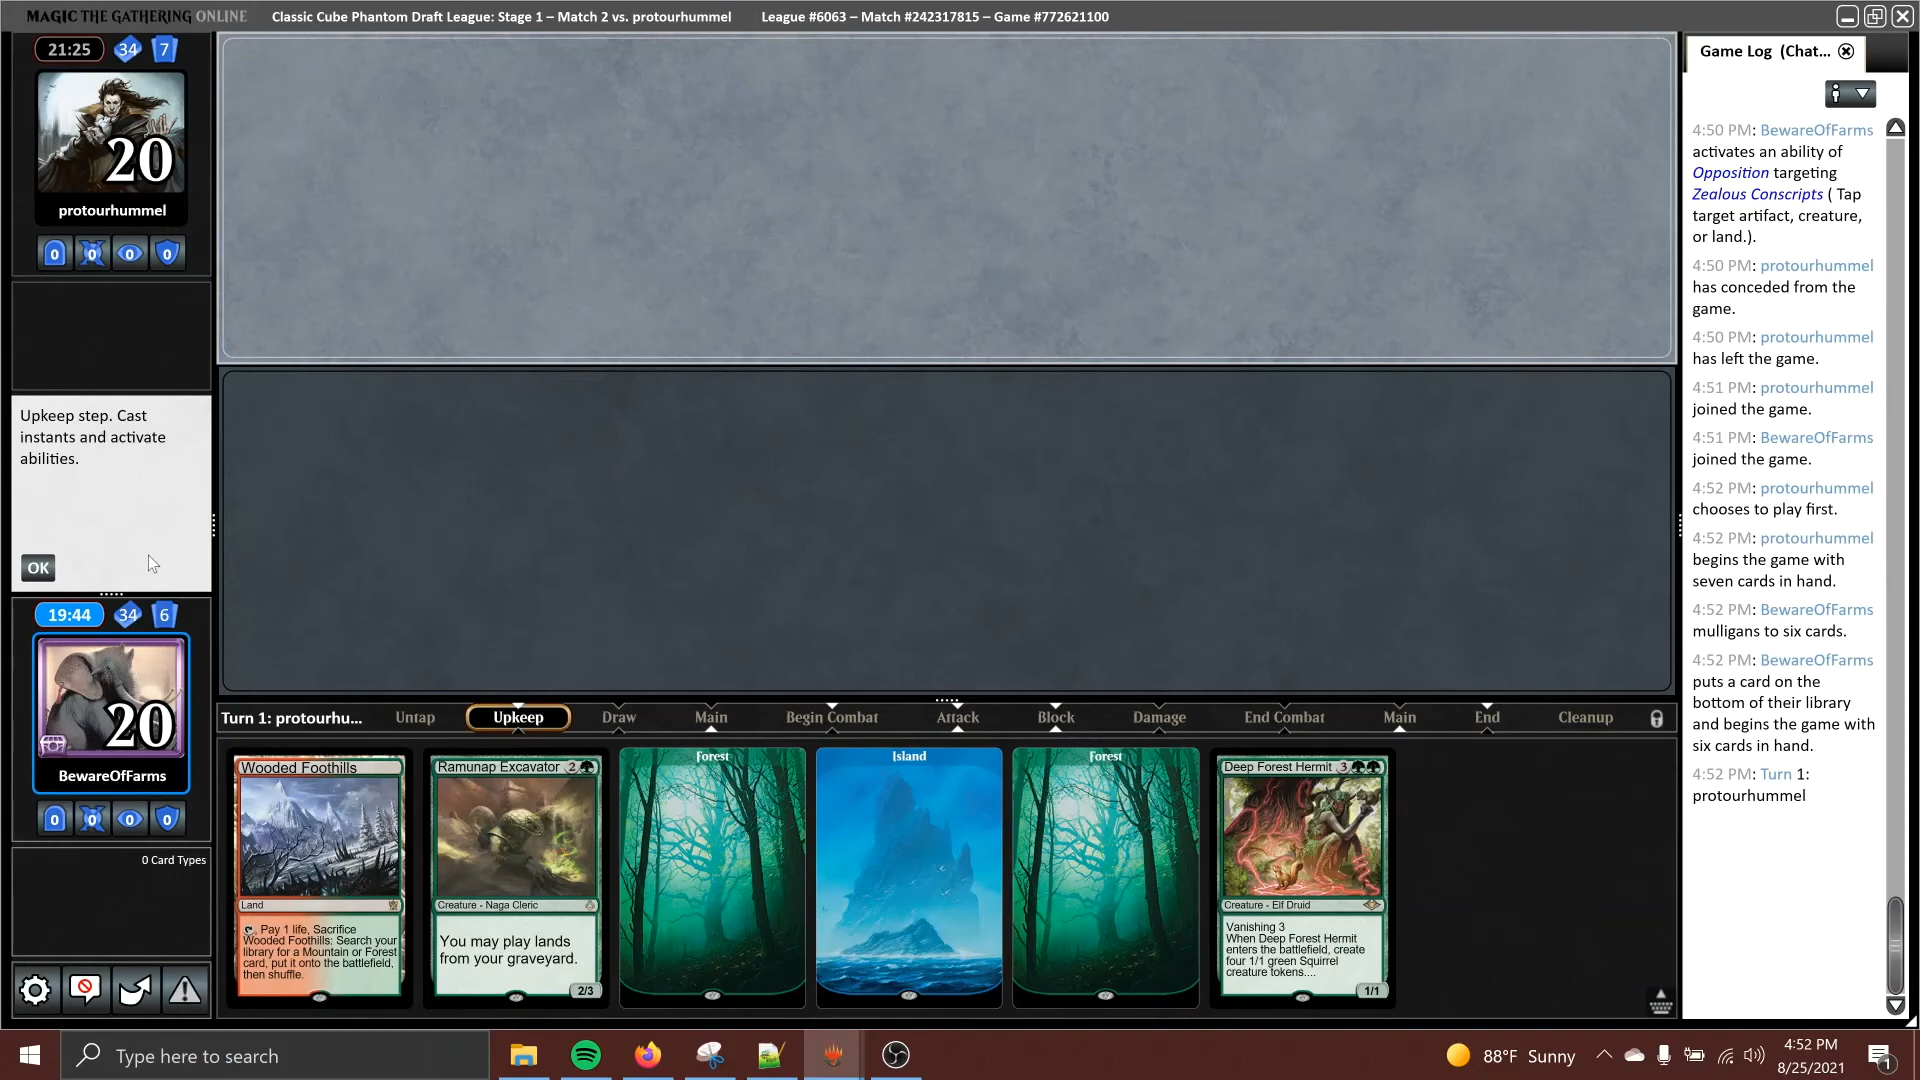 MAGIC THE GATHERING ONLINE
Classic Cube Phantom Draft League: Stage 1 – Match 2 vs. protourhummel
League #6063 – Match #242317815 – Game #772621100
21:25
34
7
20
protourhummel
0
0
0
0
Upkeep step. Cast
instants and activate
abilities.
OK
19:44
34
6
20
BewareOfFarms
0
0
0
0
0 Card Types
Turn 1: protourhu...
Untap
Upkeep
Draw
Main
Begin Combat
Attack
Block
Damage
End Combat
Main
End
Cleanup
Wooded Foothills
Land
, Pay 1 life, Sacrifice
Wooded Foothills: Search your
library for a Mountain or Forest
card, put it onto the battlefield,
then shuffle.
Ramunap Excavator
2
Creature - Naga Cleric
You may play lands
from your graveyard.
2/3
Forest
Island
Forest
Deep Forest Hermit
3
Creature - Elf Druid
Vanishing 3
When Deep Forest Hermit
enters the battlefield, create
four 1/1 green Squirrel
creature tokens....
1/1
Game Log (Chat...
4:50 PM: BewareOfFarms
activates an ability of
Opposition targeting
Zealous Conscripts ( Tap
target artifact, creature,
or land.).
4:50 PM: protourhummel
has conceded from the
game.
4:50 PM: protourhummel
has left the game.
4:51 PM: protourhummel
joined the game.
4:51 PM: BewareOfFarms
joined the game.
4:52 PM: protourhummel
chooses to play first.
4:52 PM: protourhummel
begins the game with
seven cards in hand.
4:52 PM: BewareOfFarms
mulligans to six cards.
4:52 PM: BewareOfFarms
puts a card on the
bottom of their library
and begins the game with
six cards in hand.
4:52 PM: Turn 1:
protourhummel
Type here to search
88°F Sunny
4:52 PM
8/25/2021
1